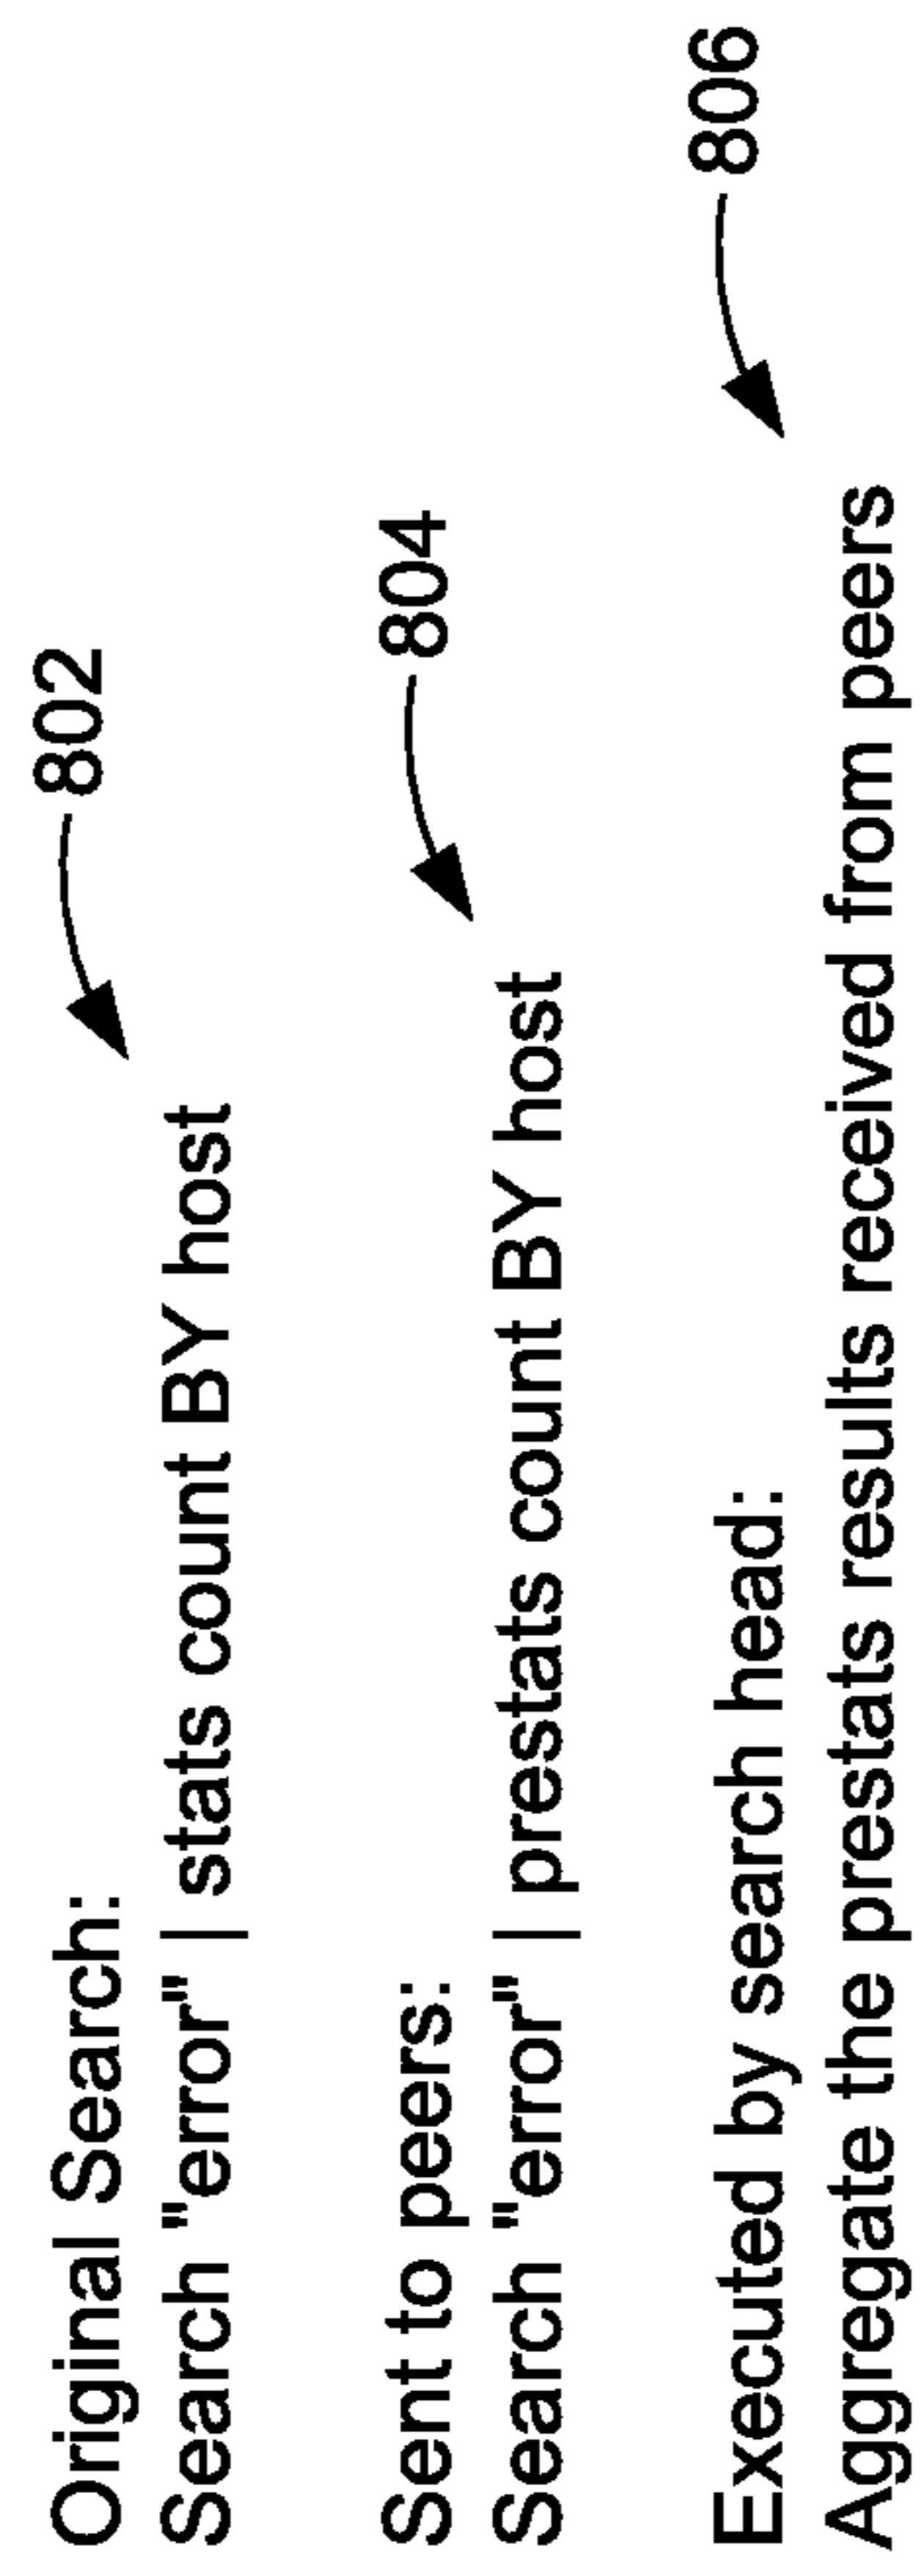 Original Search: 802
Search "error" | stats count BY host
Sent to peers: 804
Search "error" | prestats count BY host
Executed by search head: 806
Aggregate the prestats results received from peers